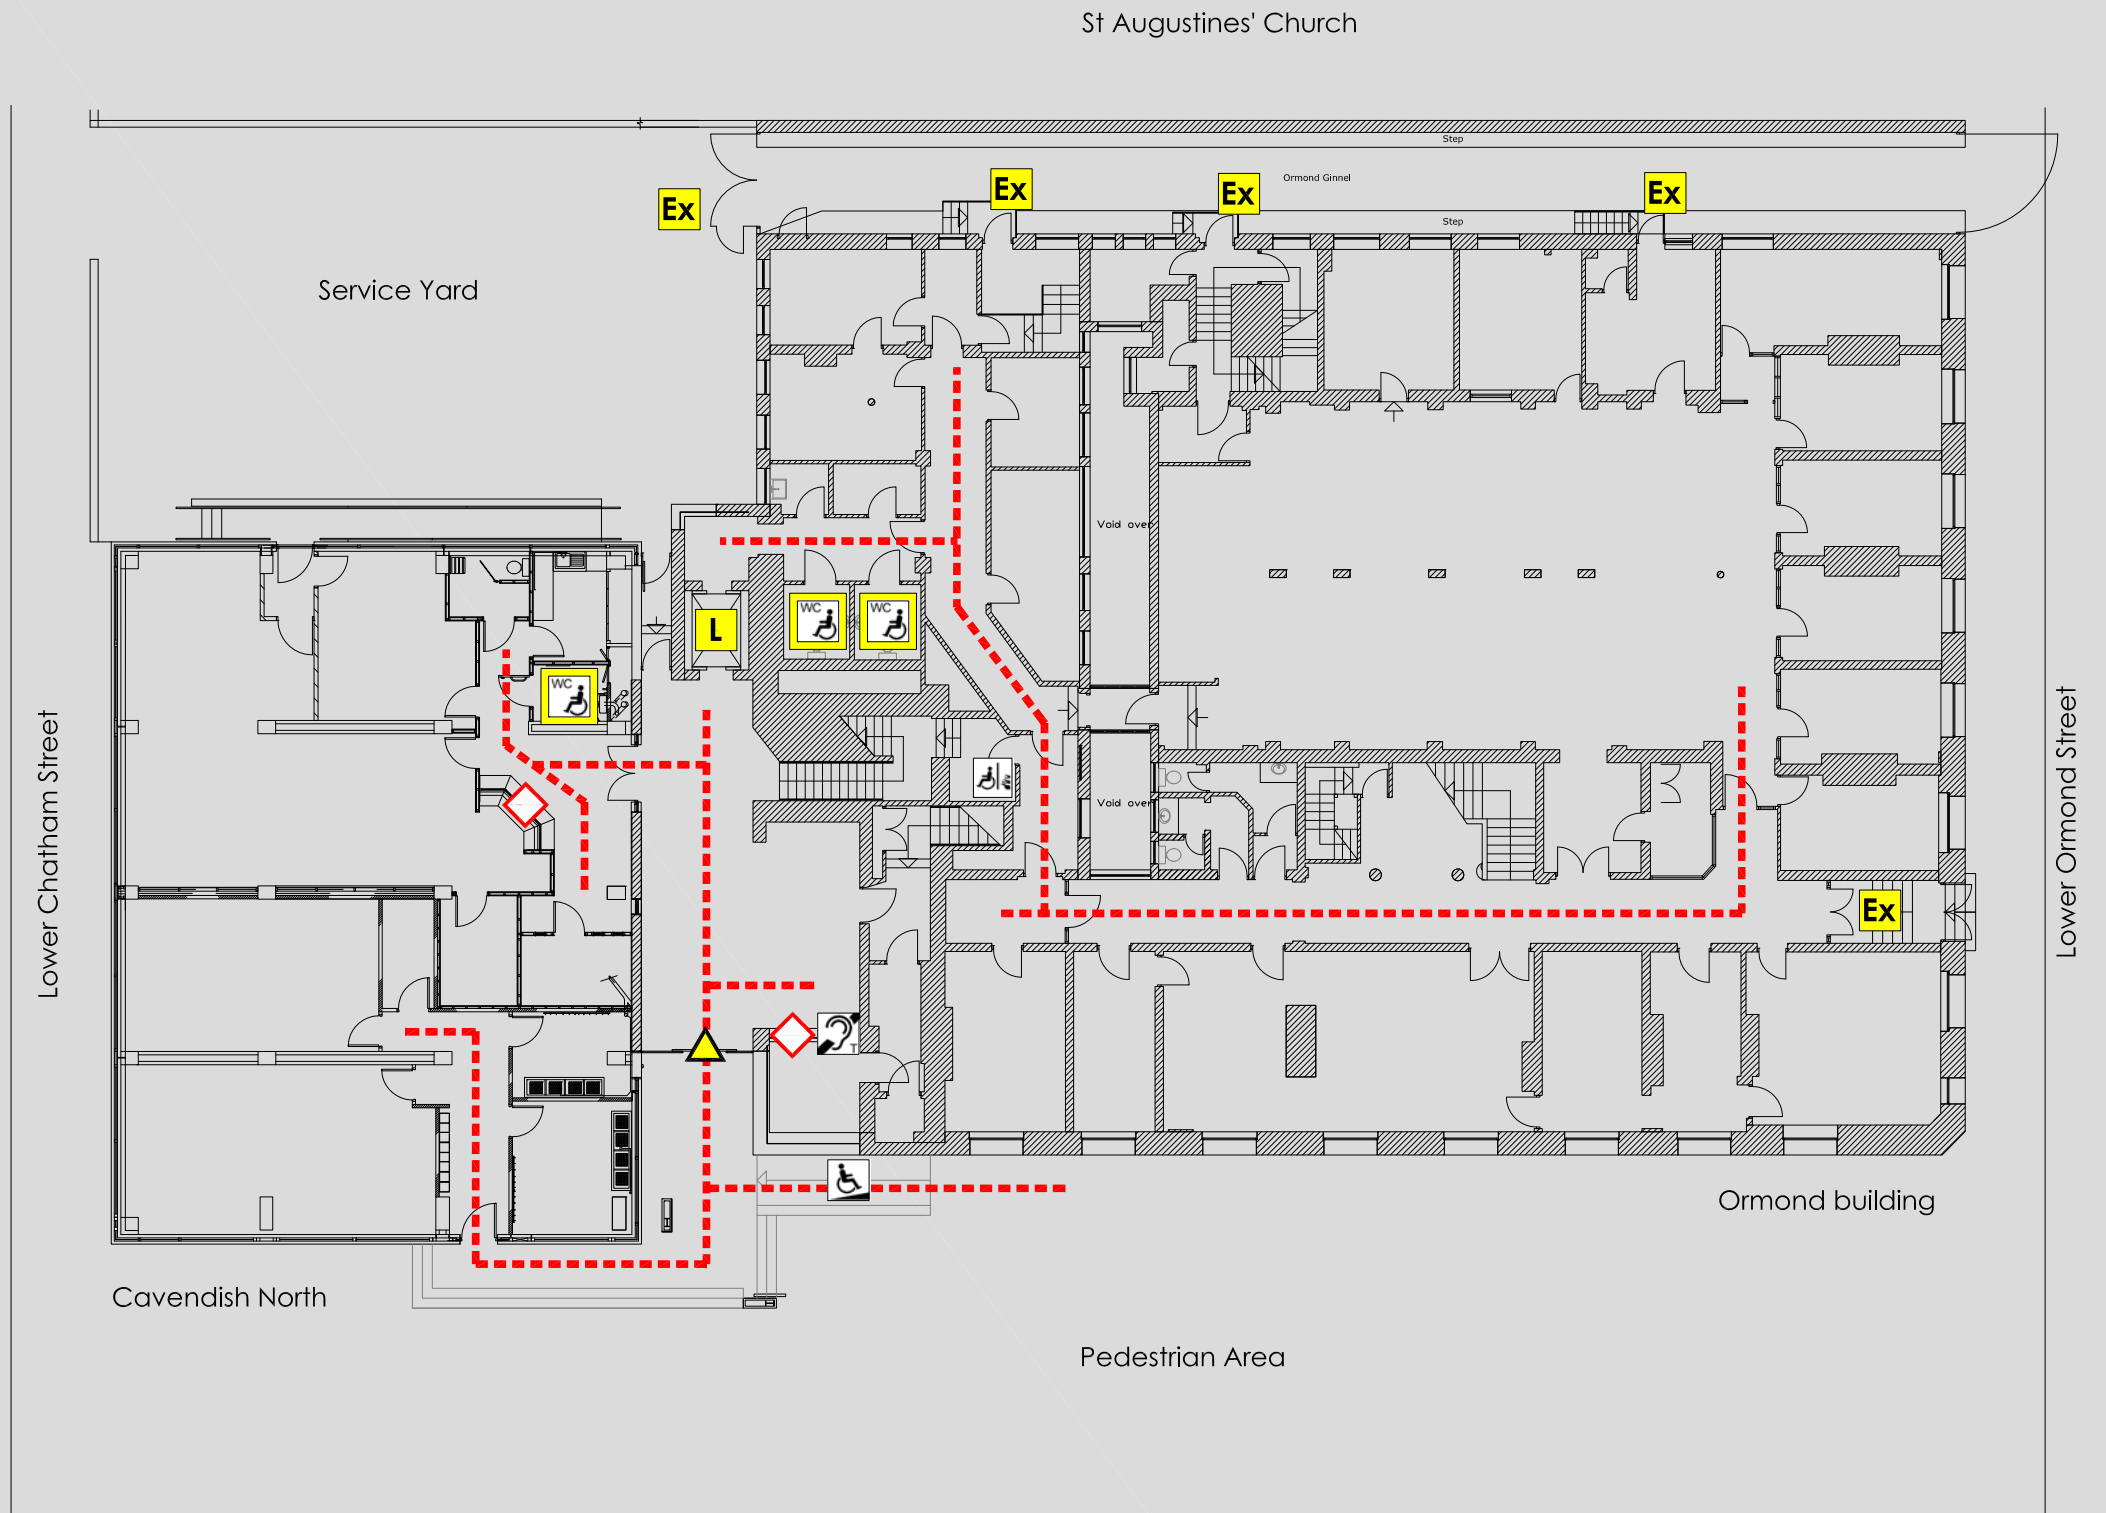 St Augustines' Church
Step
Ormond Ginnel
Ex
Ex
Ex
Ex
Step
Service Yard
Void over
WC
WC
L
WC
Lower Chatham Street
Lower Ormond Street
Void over
Ex
T
Ormond building
Cavendish North
Pedestrian Area